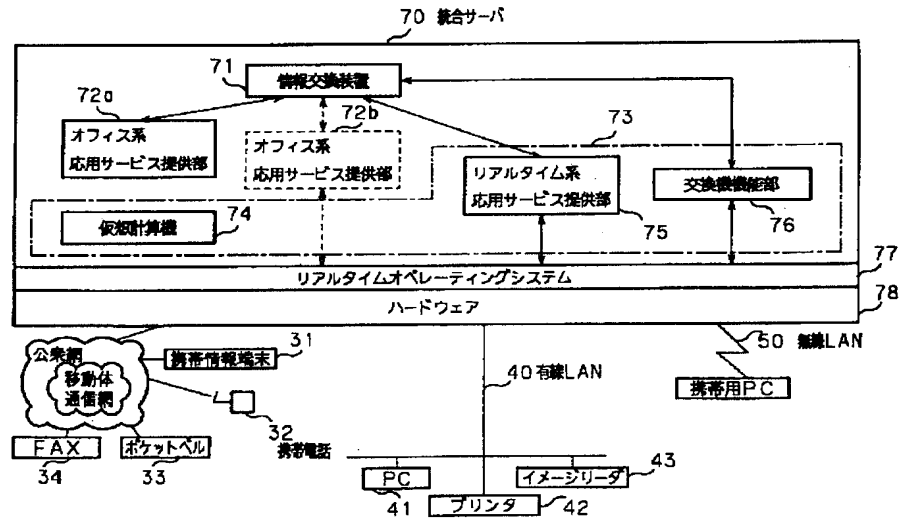 70 統合サーバ
71
情報交換装置
72a
オフィス系
応用サービス提供部
72b
オフィス系
応用サービス提供部
73
リアルタイム系
応用サービス提供部
75
交換機機能部
76
仮想計算機
74
77
リアルタイムオペレーティングシステム
78
ハードウェア
公衆網
移動体
通信網
31
携帯情報端末
32
携帯電話
FAX
34
ポケットベル
33
40 有線LAN
50 無線LAN
携帯用PC
PC
41
プリンタ
42
イメージリーダ
43